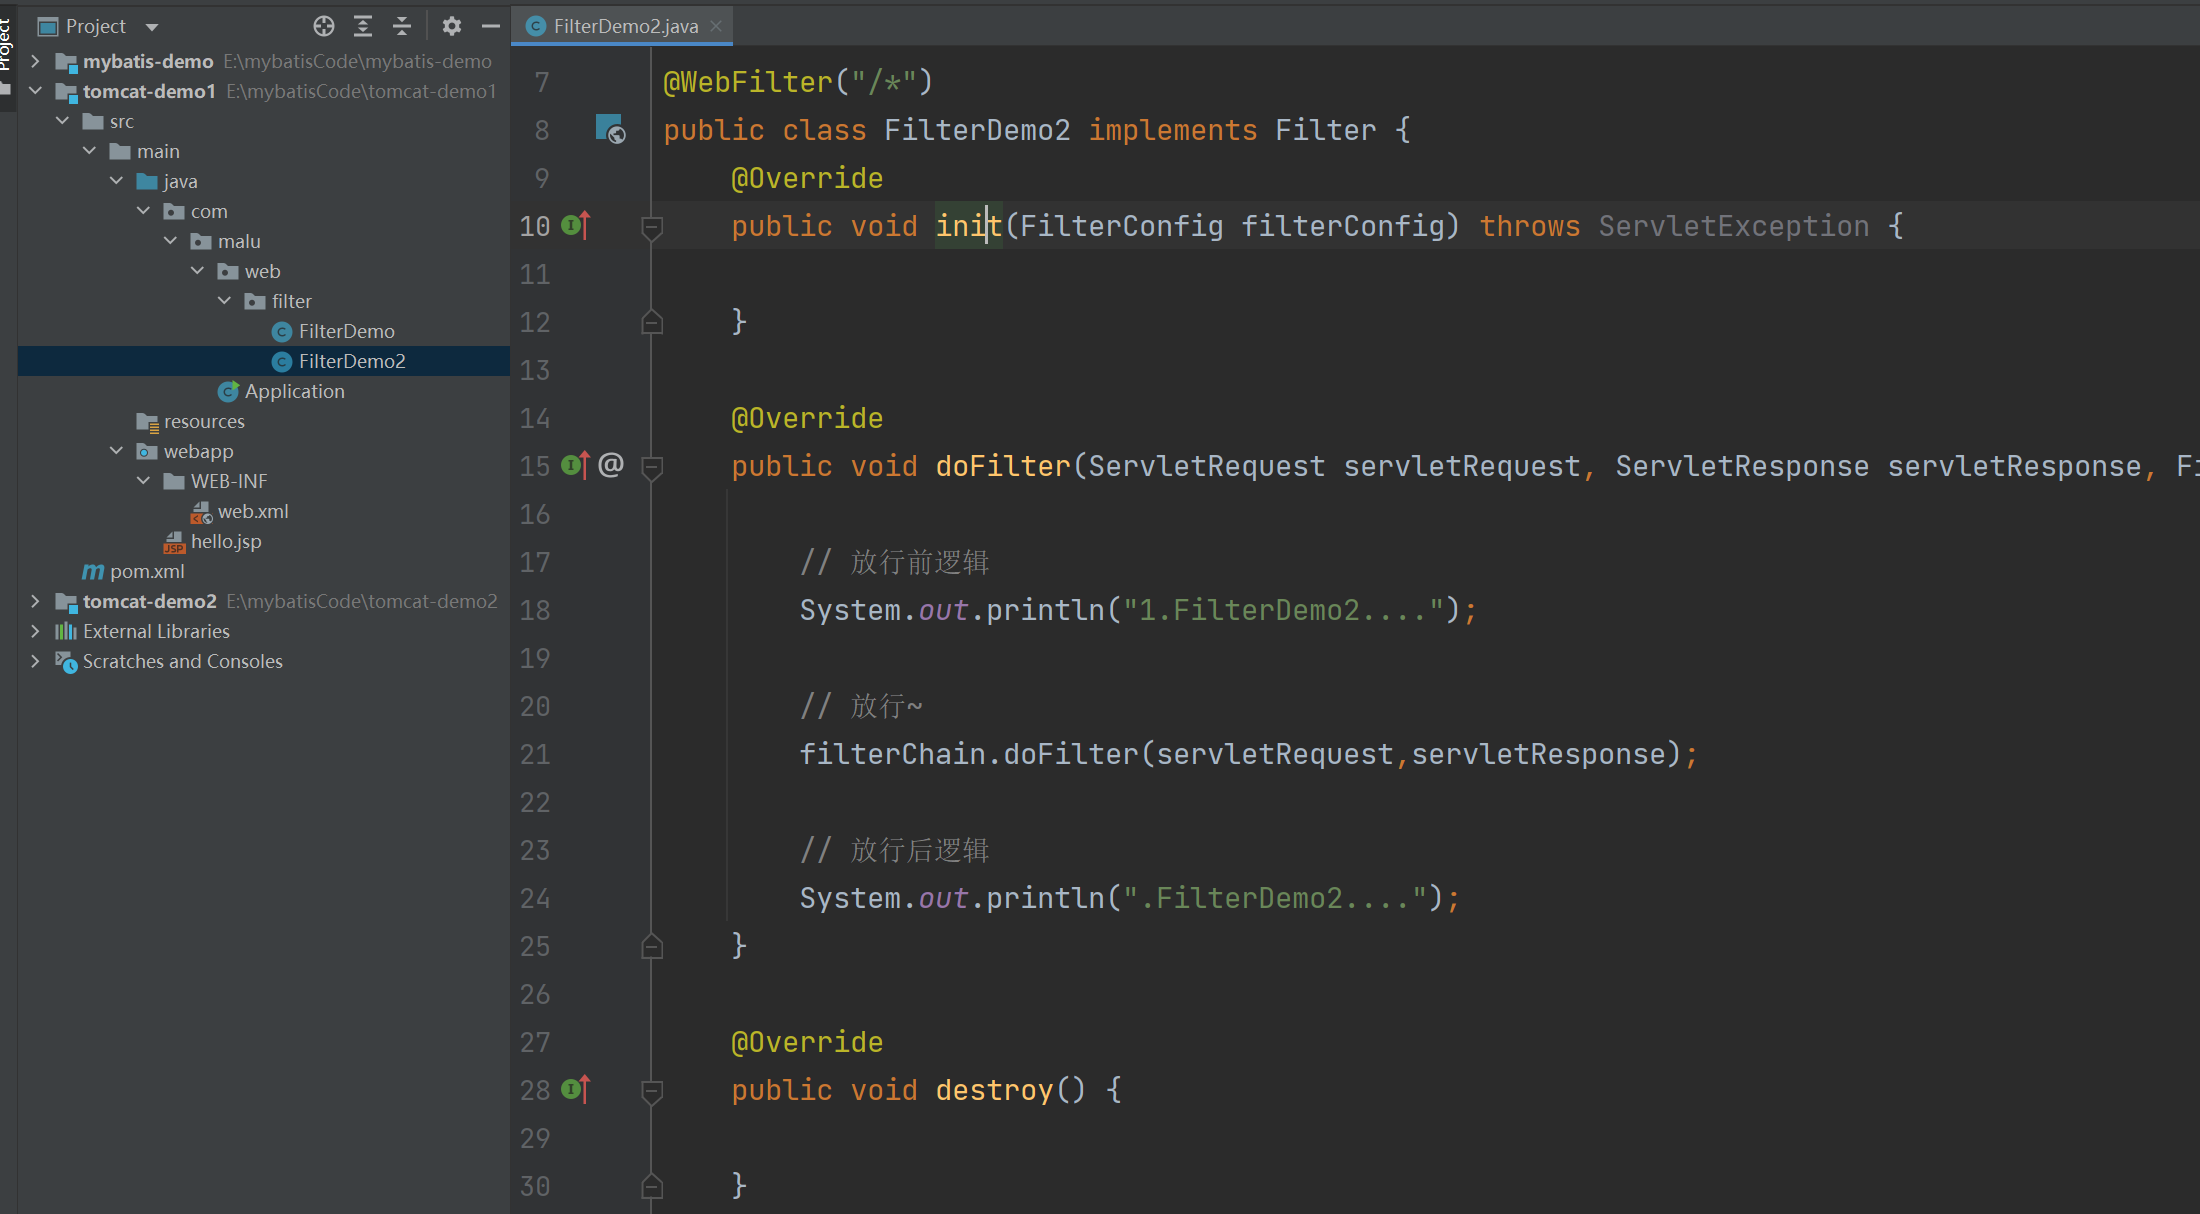 Project
Project
mybatis-demo E:\mybatisCode\mybatis-demo
tomcat-demo1 E:\mybatisCode\tomcat-demo1
src
main
java
com
malu
web
filter
FilterDemo
FilterDemo2
Application
resources
webapp
WEB-INF
web.xml
hello.jsp
pom.xml
tomcat-demo2 E:\mybatisCode\tomcat-demo2
External Libraries
Scratches and Consoles
FilterDemo2.java
7 @WebFilter("/*")
8 public class FilterDemo2 implements Filter {
9 @Override
10 public void init(FilterConfig filterConfig) throws ServletException {
11
12 }
13
14 @Override
15 @ public void doFilter(ServletRequest servletRequest, ServletResponse servletResponse, Fi
16
17 // 放行前逻辑
18 System.out.println("1.FilterDemo2....");
19
20 // 放行~
21 filterChain.doFilter(servletRequest,servletResponse);
22
23 // 放行后逻辑
24 System.out.println(".FilterDemo2....");
25 }
26
27 @Override
28 public void destroy() {
29
30 }